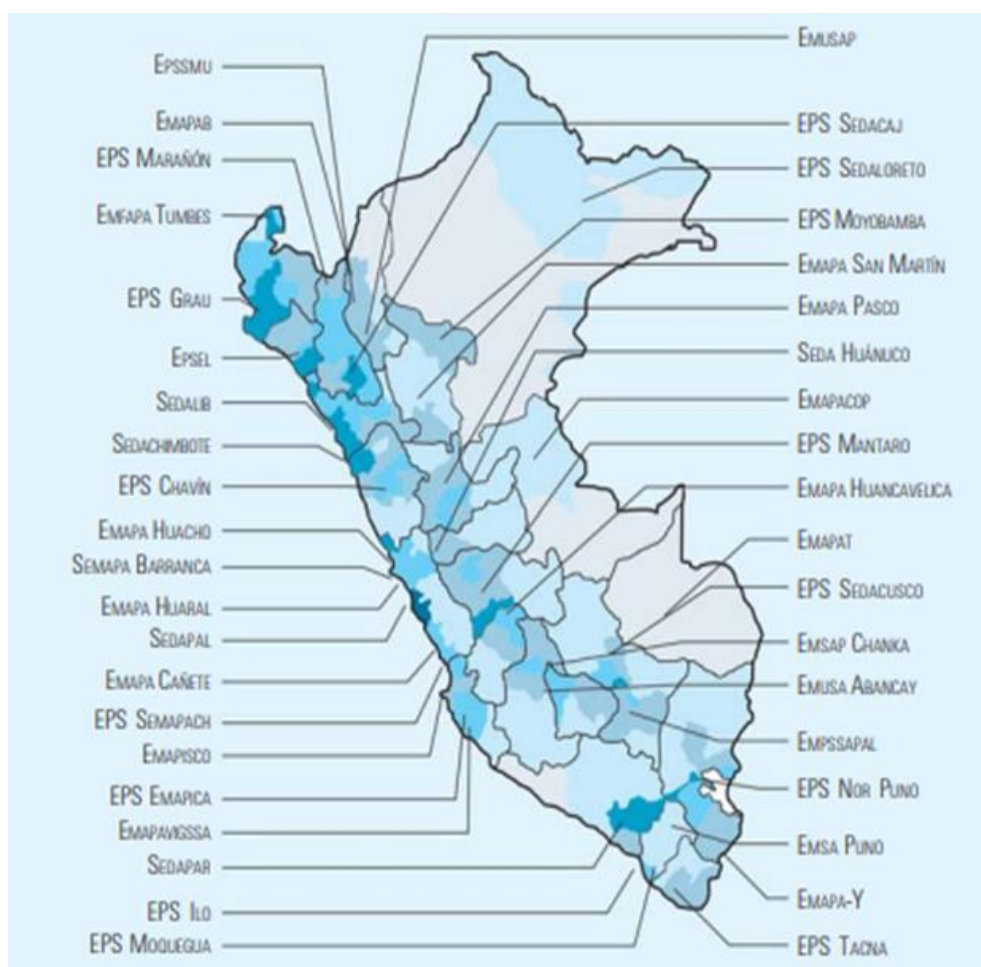 EPSSMU
EMAPAB
EPS MARAÑÓN
EMFAPA TUMBES
EPS GRAU
EPSEL
SEDALIB
SEDACHIMBOTE
EPS CHAVÍN
EMAPA HUACHO
SEMAPA BARRANCA
EMAPA HUARAL
SEDAPAL
EMAPA CAÑETE
EPS SEMAPACH
EMAPISCO
EPS EMAPICA
EMAPAVIGSSA
SEDAPAR
EPS ILO
EPS MOQUEGUA
EMUSAP
EPS SEDACAJ
EPS SEDALORETO
EPS MOYOBAMBA
EMAPA SAN MARTÍN
EMAPA PASCO
SEDA HUÁNUCO
EMAPACOP
EPS MANTARO
EMAPA HUANCAVELICA
EMAPAT
EPS SEDACUSCO
EMSAP CHANKA
EMUSA ABANCAY
EMPSSAPAL
EPS NOR PUNO
EMSA PUNO
EMAPA-Y
EPS TACNA